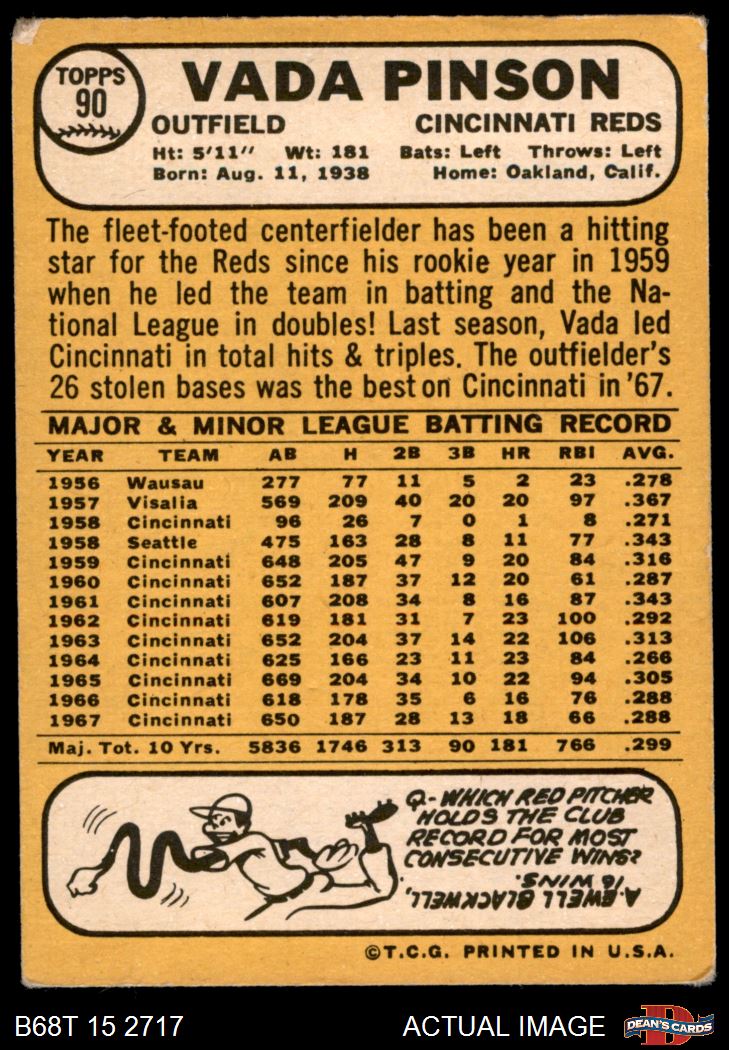 TOPPS
90
VADA PINSON
OUTFIELD CINCINNATI REDS
Ht: 5'11" Wt: 181 Bats: Left Throws: Left
Born: Aug. 11, 1938 Home: Oakland, Calif.
The fleet-footed centerfielder has been a hitting
star for the Reds since his rookie year in 1959
when he led the team in batting and the Na-
tional League in doubles! Last season, Vada led
Cincinnati in total hits & triples. The outfielder's
26 stolen bases was the best on Cincinnati in '67.
MAJOR & MINOR LEAGUE BATTING RECORD
YEAR TEAM AB H 2B 3B HR RBI AVG.
1956 Wausau 277 77 11 5 2 23 .278
1957 Visalia 569 209 40 20 20 97 .367
1958 Cincinnati 96 26 7 0 1 8 .271
1958 Seattle 475 163 28 8 11 77 .343
1959 Cincinnati 648 205 47 9 20 84 .316
1960 Cincinnati 652 187 37 12 20 61 .287
1961 Cincinnati 607 208 34 8 16 87 .343
1962 Cincinnati 619 181 31 7 23 100 .292
1963 Cincinnati 652 204 37 14 22 106 .313
1964 Cincinnati 625 166 23 11 23 84 .266
1965 Cincinnati 669 204 34 10 22 94 .305
1966 Cincinnati 618 178 35 6 16 76 .288
1967 Cincinnati 650 187 28 13 18 66 .288
Maj. Tot. 10 Yrs. 5836 1746 313 90 181 766 .299
Q- WHICH RED PITCHER
HOLDS THE CLUB
RECORD FOR MOST
CONSECUTIVE WINS?
A. EWELL BLACKWELL,
16 WINS.
©T.C.G. PRINTED IN U.S.A.
B68T 15 2717 ACTUAL IMAGE
D
DEAN'S CARDS